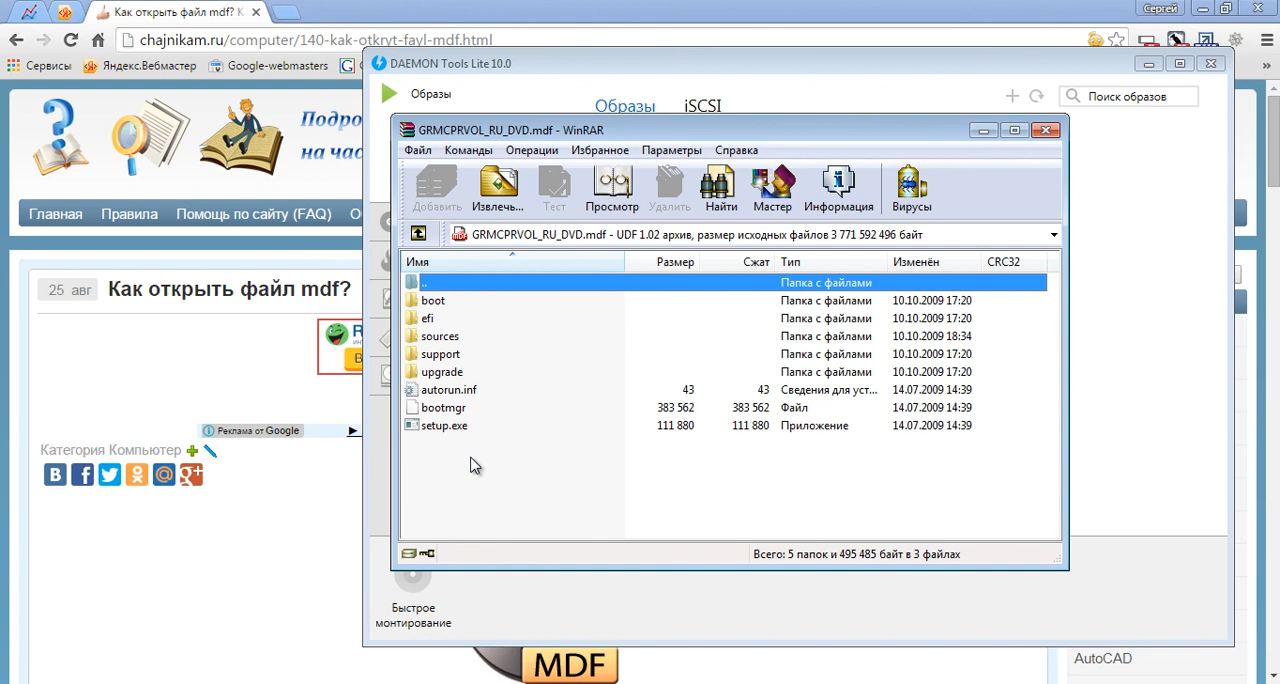 Как открыть файл mdf? К
Сергей
chajnikam.ru/computer/140-kak-otkryt-fayl-mdf.html
Сервисы Яндекс.Вебмастер Google-webmasters
Подро
на час
Главная Правила Помощь по сайту (FAQ)
25 авг Как открыть файл mdf?
Реклама от Google
Категория Компьютер
DAEMON Tools Lite 10.0
Образы
Образы iSCSI
Поиск образов
GRMCPRVOL_RU_DVD.mdf - WinRAR
Файл Команды Операции Избранное Параметры Справка
Добавить Извлечь... Тест Просмотр Удалить Найти Мастер Информация Вирусы
GRMCPRVOL_RU_DVD.mdf - UDF 1.02 архив, размер исходных файлов 3 771 592 496 байт
Имя Размер Сжат Тип Изменён CRC32
.. Папка с файлами
boot Папка с файлами 10.10.2009 17:20
efi Папка с файлами 10.10.2009 17:20
sources Папка с файлами 10.10.2009 18:34
support Папка с файлами 10.10.2009 17:20
upgrade Папка с файлами 10.10.2009 17:20
autorun.inf 43 43 Сведения для уст... 14.07.2009 14:39
bootmgr 383 562 383 562 Файл 14.07.2009 14:39
setup.exe 111 880 111 880 Приложение 14.07.2009 14:39
Всего: 5 папок и 495 485 байт в 3 файлах
Быстрое
монтирование
MDF
AutoCAD